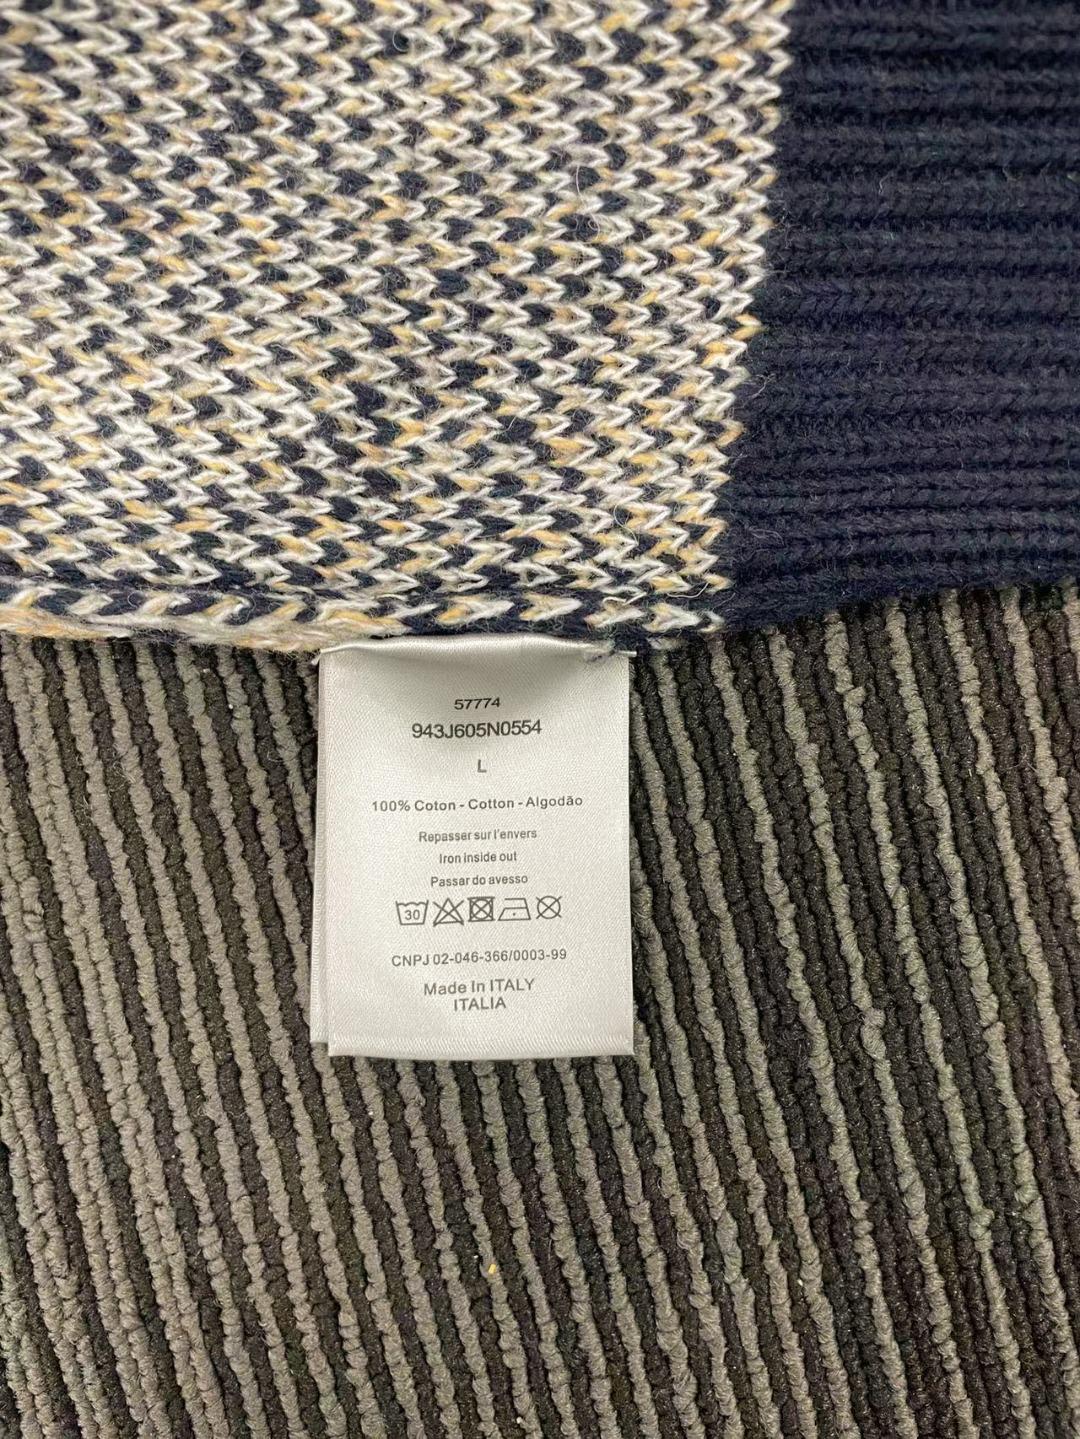 57774
943J605N0554
L
100% Coton - Cotton - Algodão
Repasser sur l'envers
Iron inside out
Passar do avesso
30
CNPJ 02-046-366/0003-99
Made In ITALY
ITALIA